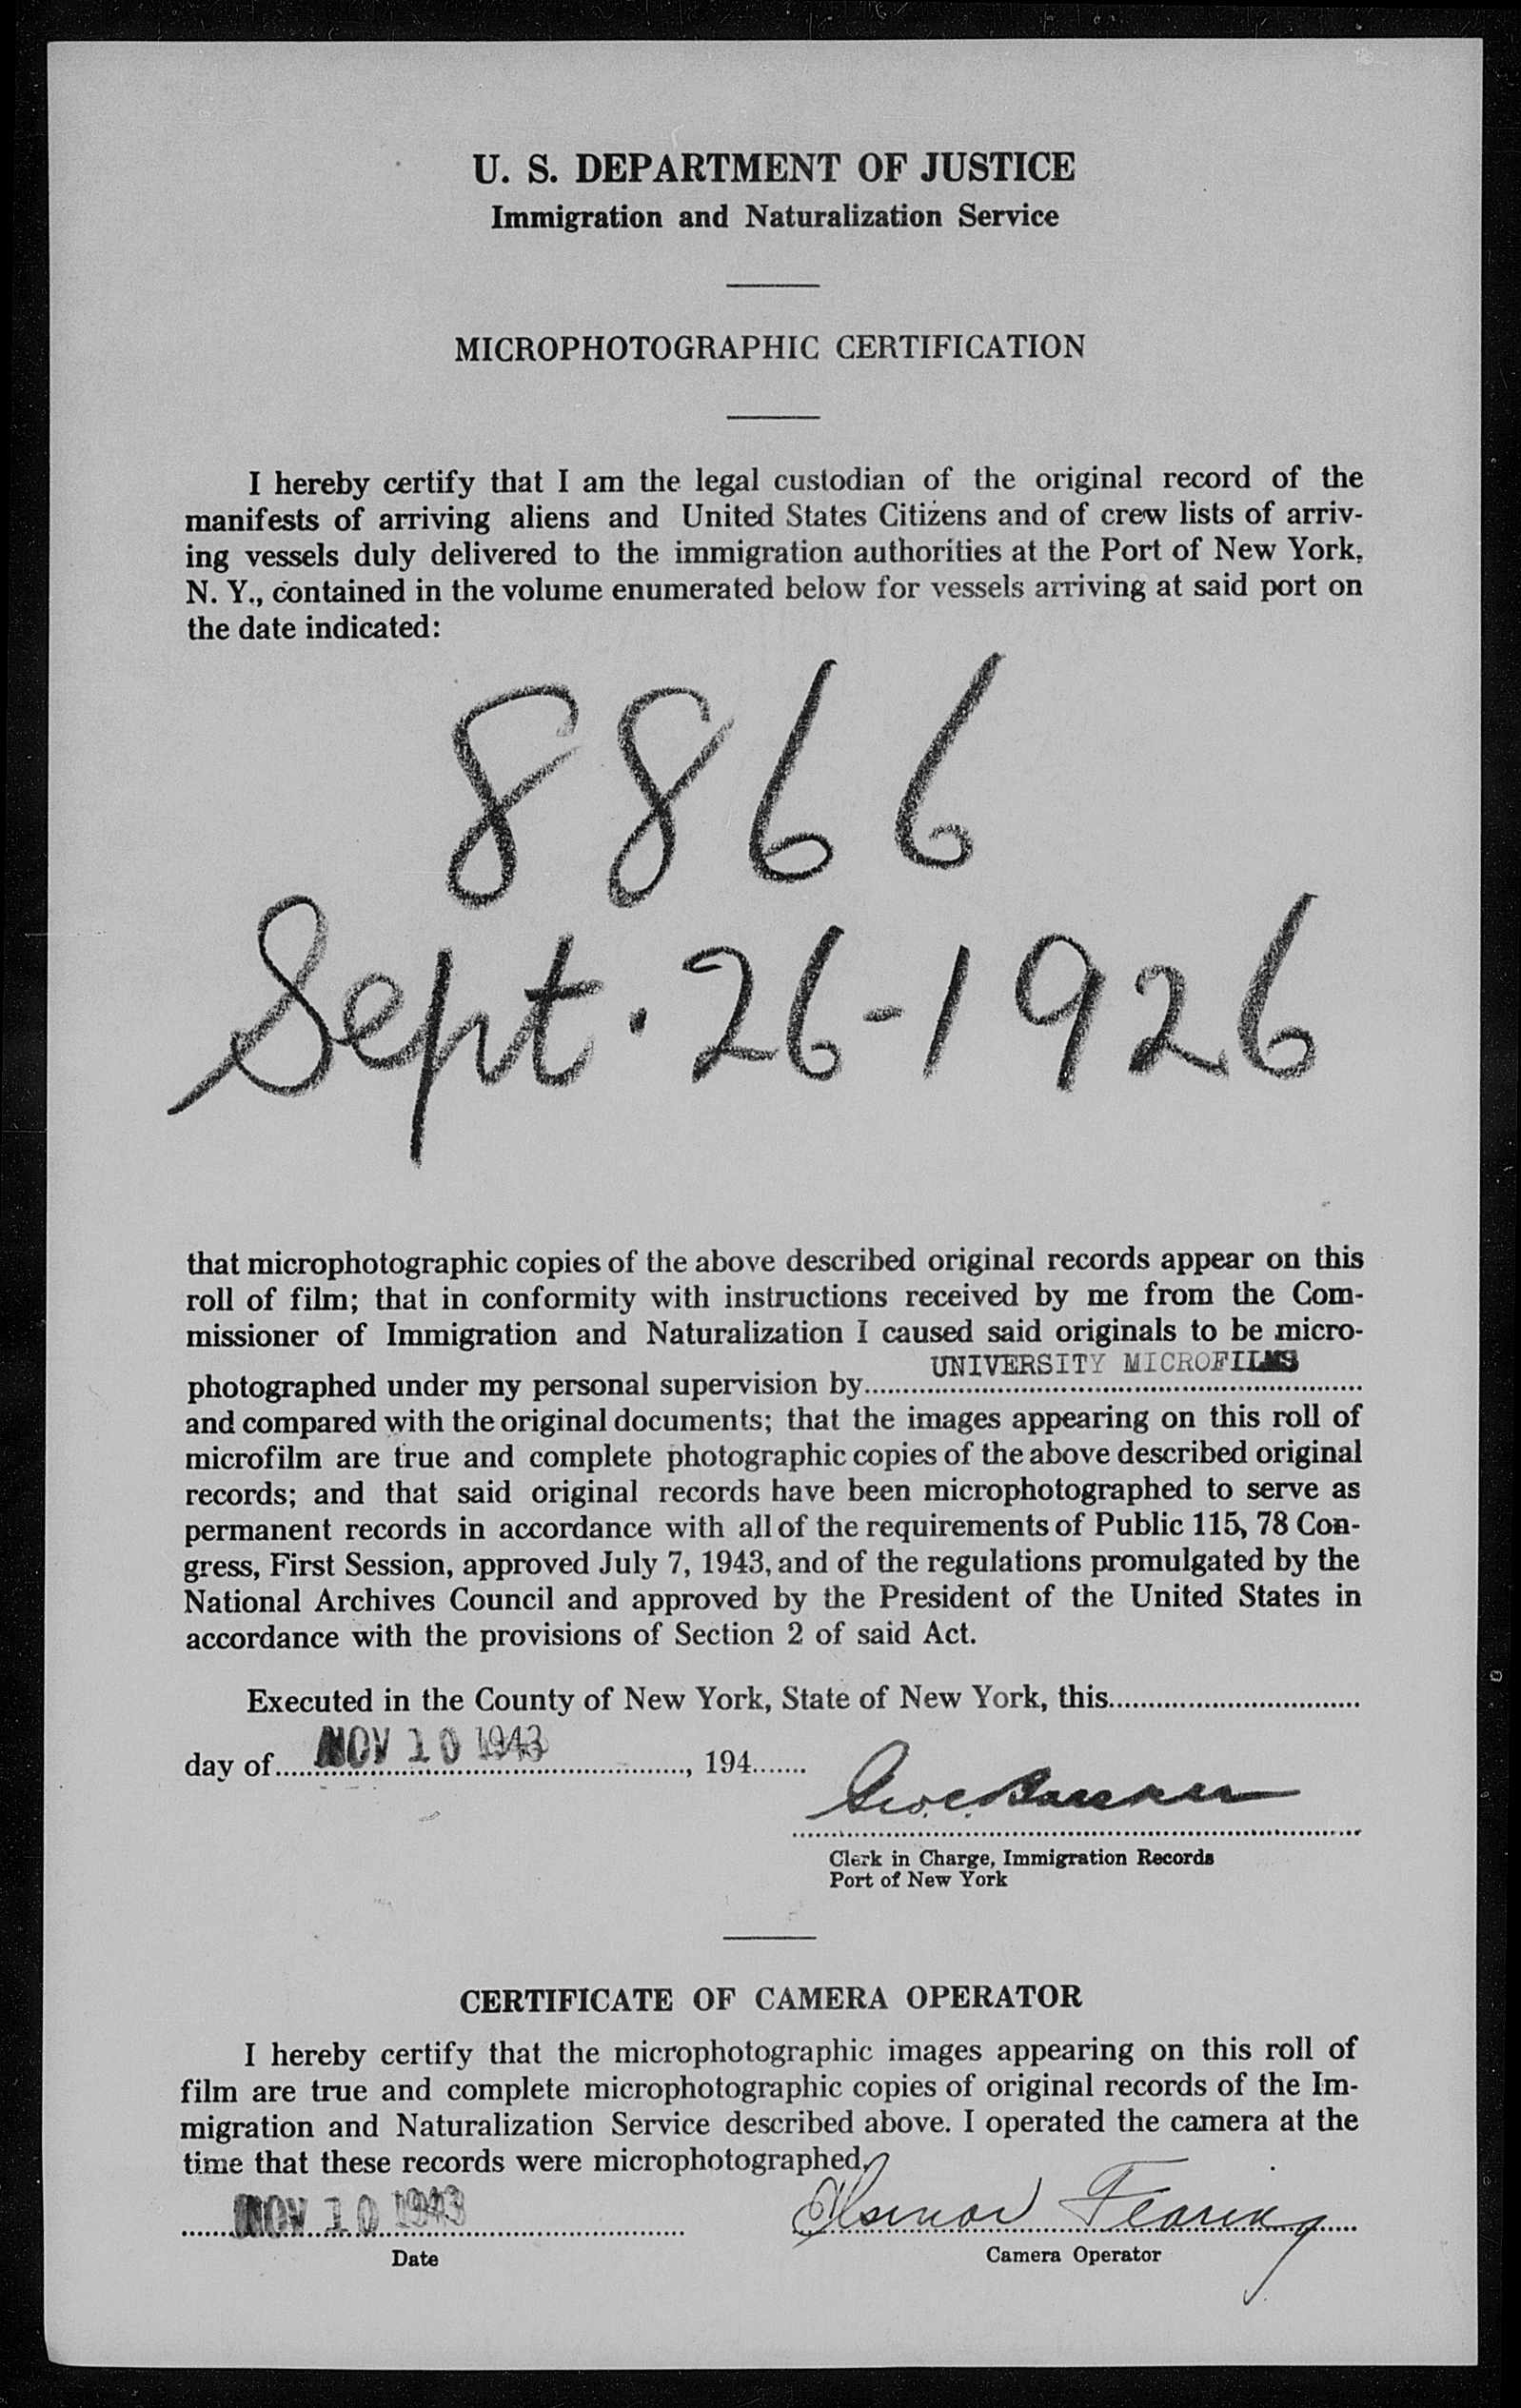 U. S. DEPARTMENT OF JUSTICE
Immigration and Naturalization Service
MICROPHOTOGRAPHIC CERTIFICATION
I hereby certify that I am the legal custodian of the original record of the
manifests of arriving aliens and United States Citizens and of crew lists of arriv-
ing vessels duly delivered to the immigration authorities at the Port of New York,
N. Y., contained in the volume enumerated below for vessels arriving at said port on
the date indicated:
8866
Sept. 26-1926
that microphotographic copies of the above described original records appear on this
roll of film; that in conformity with instructions received by me from the Com-
missioner of Immigration and Naturalization I caused said originals to be micro-
photographed under my personal supervision by UNIVERSITY MICROFILMS
and compared with the original documents; that the images appearing on this roll of
microfilm are true and complete photographic copies of the above described original
records; and that said original records have been microphotographed to serve as
permanent records in accordance with all of the requirements of Public 115, 78 Con-
gress, First Session, approved July 7, 1943, and of the regulations promulgated by the
National Archives Council and approved by the President of the United States in
accordance with the provisions of Section 2 of said Act.
Executed in the County of New York, State of New York, this
day of NOV 10 1943, 194
Clerk in Charge, Immigration Records
Port of New York
CERTIFICATE OF CAMERA OPERATOR
I hereby certify that the microphotographic images appearing on this roll of
film are true and complete microphotographic copies of original records of the Im-
migration and Naturalization Service described above. I operated the camera at the
time that these records were microphotographed.
NOV 10 1943 Fearing
Date Camera Operator